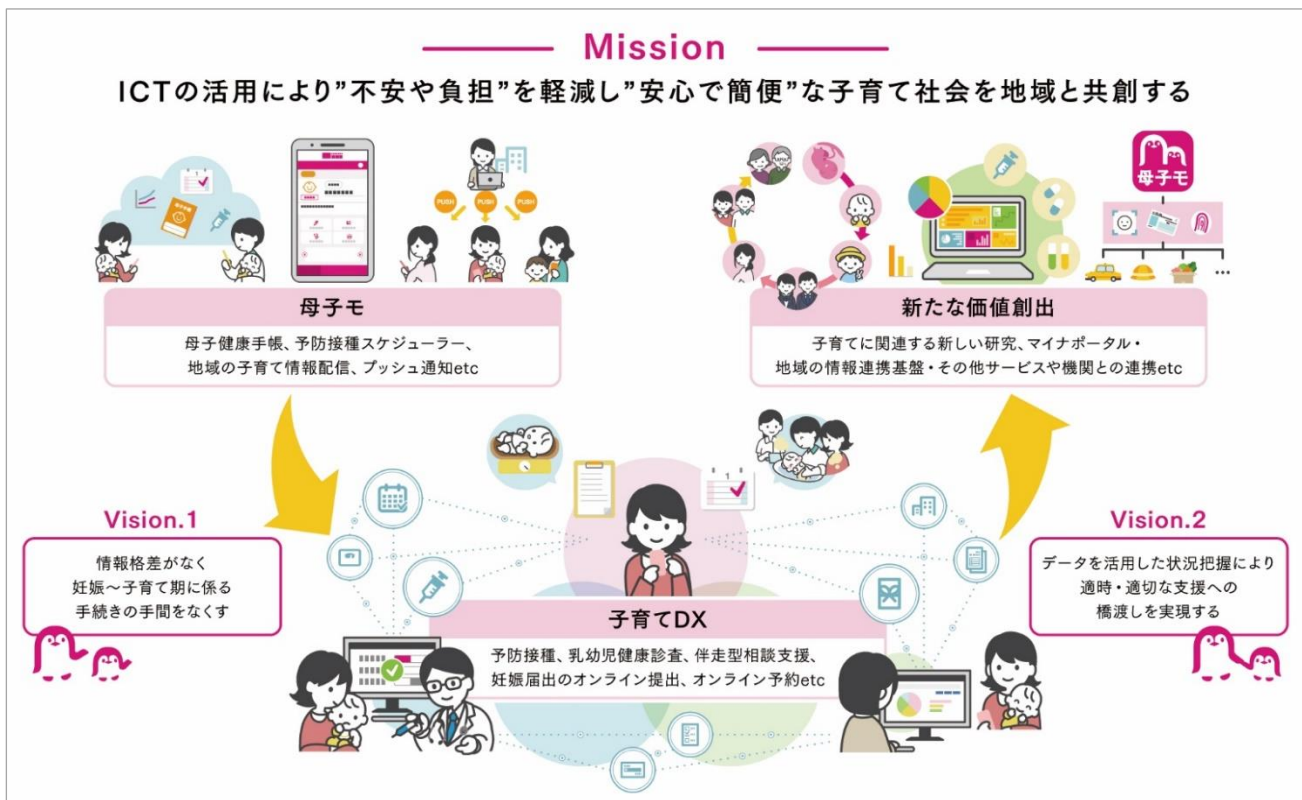 Mission
ICTの活用により”不安や負担”を軽減し”安心で簡便”な子育て社会を地域と共創する
PUSH
PUSH
PUSH
母子モ
母子モ
母子健康手帳、予防接種スケジューラー、
地域の子育て情報配信、プッシュ通知etc
新たな価値創出
子育てに関連する新しい研究、マイナポータル・
地域の情報連携基盤・その他サービスや機関との連携etc
1
Vision.1
情報格差がなく
妊娠～子育て期に係る
手続きの手間をなくす
Vision.2
データを活用した状況把握により
適時・適切な支援への
橋渡しを実現する
子育てDX
予防接種、乳幼児健康診査、伴走型相談支援、
妊娠届出のオンライン提出、オンライン予約etc